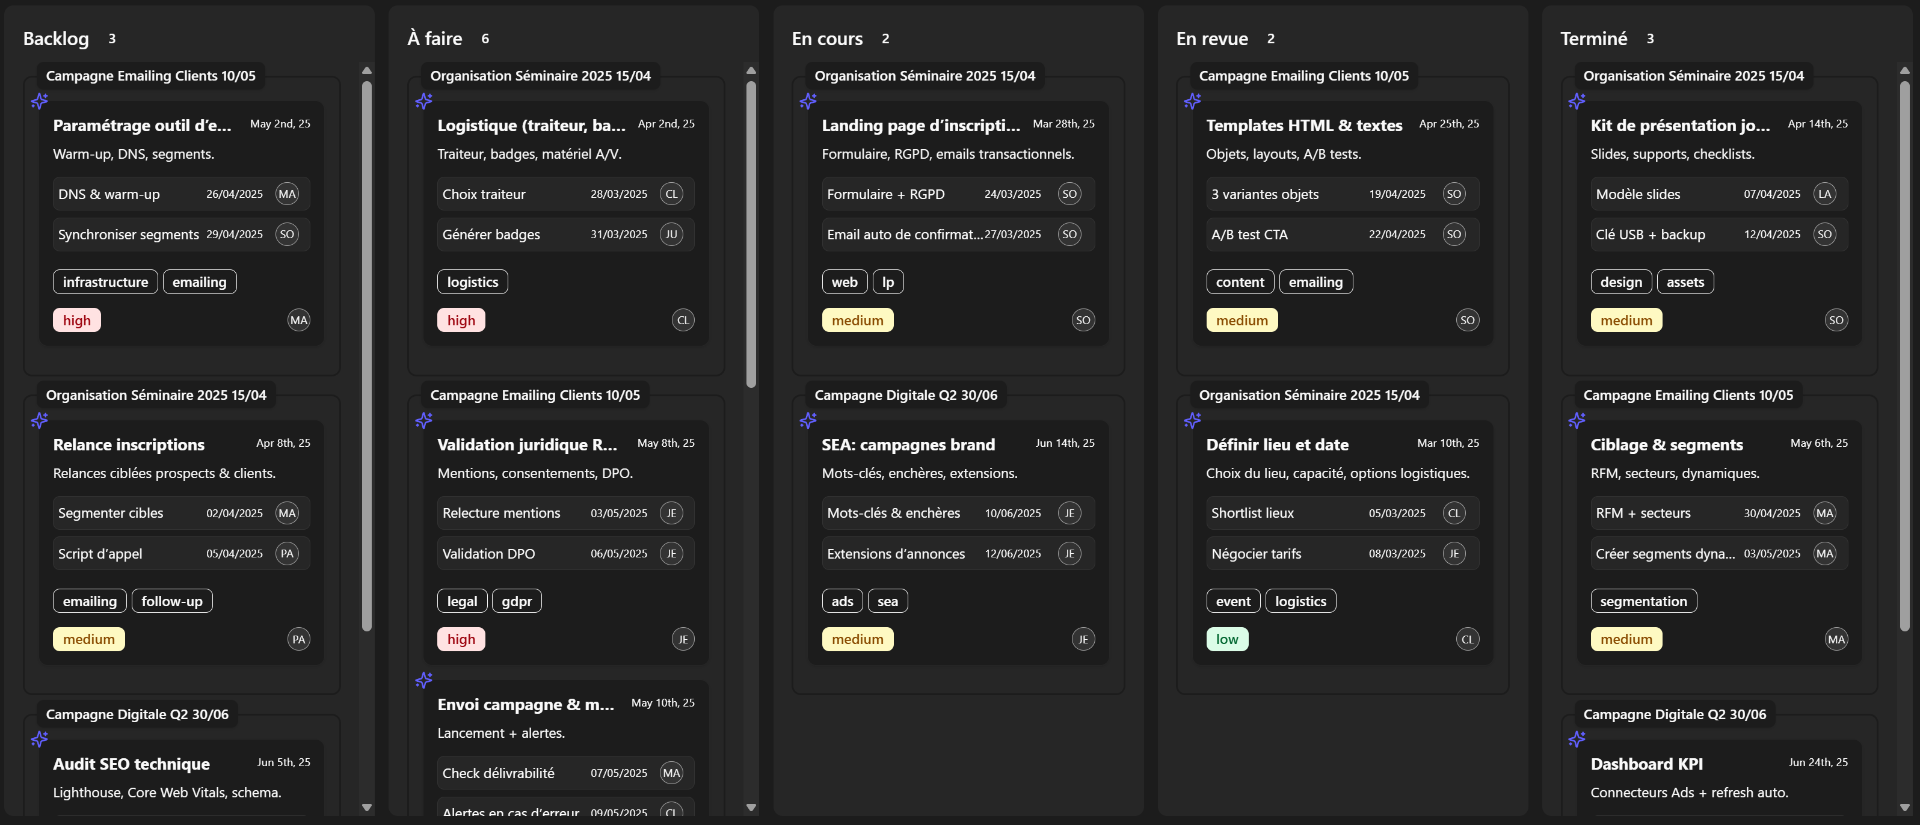 Backlog 3
Campagne Emailing Clients 10/05
Paramétrage outil d’e... May 2nd, 25
Warm-up, DNS, segments.
DNS & warm-up 26/04/2025 MA
Synchroniser segments 29/04/2025 SO
infrastructure emailing
high MA
Organisation Séminaire 2025 15/04
Relance inscriptions Apr 8th, 25
Relances ciblées prospects & clients.
Segmenter cibles 02/04/2025 MA
Script d’appel 05/04/2025 PA
emailing follow-up
medium PA
Campagne Digitale Q2 30/06
Audit SEO technique Jun 5th, 25
Lighthouse, Core Web Vitals, schema.
À faire 6
Organisation Séminaire 2025 15/04
Logistique (traiteur, ba... Apr 2nd, 25
Traiteur, badges, matériel A/V.
Choix traiteur 28/03/2025 CL
Générer badges 31/03/2025 JU
logistics
high CL
Campagne Emailing Clients 10/05
Validation juridique R... May 8th, 25
Mentions, consentements, DPO.
Relecture mentions 03/05/2025 JE
Validation DPO 06/05/2025 JE
legal gdpr
high JE
Envoi campagne & m... May 10th, 25
Lancement + alertes.
Check délivrabilité 07/05/2025 MA
Alertes en cas d’erreur 09/05/2025 CL
En cours 2
Organisation Séminaire 2025 15/04
Landing page d’inscripti... Mar 28th, 25
Formulaire, RGPD, emails transactionnels.
Formulaire + RGPD 24/03/2025 SO
Email auto de confirmat... 27/03/2025 SO
web lp
medium SO
Campagne Digitale Q2 30/06
SEA: campagnes brand Jun 14th, 25
Mots-clés, enchères, extensions.
Mots-clés & enchères 10/06/2025 JE
Extensions d’annonces 12/06/2025 JE
ads sea
medium JE
En revue 2
Campagne Emailing Clients 10/05
Templates HTML & textes Apr 25th, 25
Objets, layouts, A/B tests.
3 variantes objets 19/04/2025 SO
A/B test CTA 22/04/2025 SO
content emailing
medium SO
Organisation Séminaire 2025 15/04
Définir lieu et date Mar 10th, 25
Choix du lieu, capacité, options logistiques.
Shortlist lieux 05/03/2025 CL
Négocier tarifs 08/03/2025 JE
event logistics
low CL
Terminé 3
Organisation Séminaire 2025 15/04
Kit de présentation jo... Apr 14th, 25
Slides, supports, checklists.
Modèle slides 07/04/2025 LA
Clé USB + backup 12/04/2025 SO
design assets
medium SO
Campagne Emailing Clients 10/05
Ciblage & segments May 6th, 25
RFM, secteurs, dynamiques.
RFM + secteurs 30/04/2025 MA
Créer segments dyna... 03/05/2025 MA
segmentation
medium MA
Campagne Digitale Q2 30/06
Dashboard KPI Jun 24th, 25
Connecteurs Ads + refresh auto.